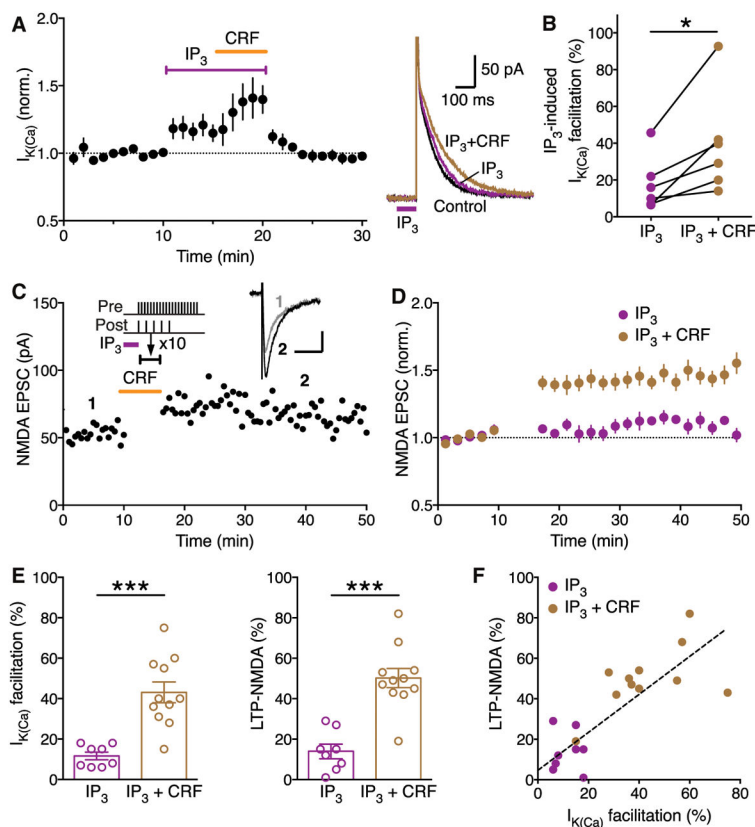 A
CRF
IP3
IK(Ca) (norm.)
1.5
1.0
0.5
0 10 20 30
Time (min)
50 pA
100 ms
IP3+CRF
IP3
Control
IP3
B
*
IP3-induced
IK(Ca) facilitation (%)
100
80
60
40
20
0
IP3 IP3 + CRF
C
NMDA EPSC (pA)
150
100
50
0
Pre
Post
IP3 x10
CRF
1
1
2
2
0 10 20 30 40 50
Time (min)
D
NMDA EPSC (norm.)
2.0
1.5
1.0
0.5
IP3
IP3 + CRF
0 10 20 30 40 50
Time (min)
E
***
IK(Ca) facilitation (%)
100
80
60
40
20
0
IP3 IP3 + CRF
***
LTP-NMDA (%)
100
80
60
40
20
0
IP3 IP3 + CRF
F
IP3
IP3 + CRF
LTP-NMDA (%)
100
80
60
40
20
0
0 20 40 60 80
IK(Ca) facilitation (%)